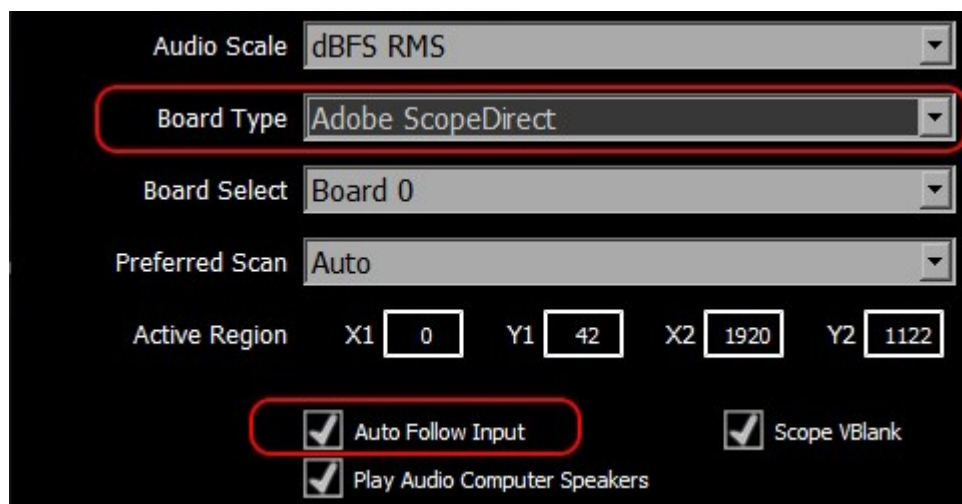 Audio Scale dBFS RMS
Board Type Adobe ScopeDirect
Board Select Board 0
Preferred Scan Auto
Active Region X1 0 Y1 42 X2 1920 Y2 1122
Auto Follow Input Scope VBlank
Play Audio Computer Speakers